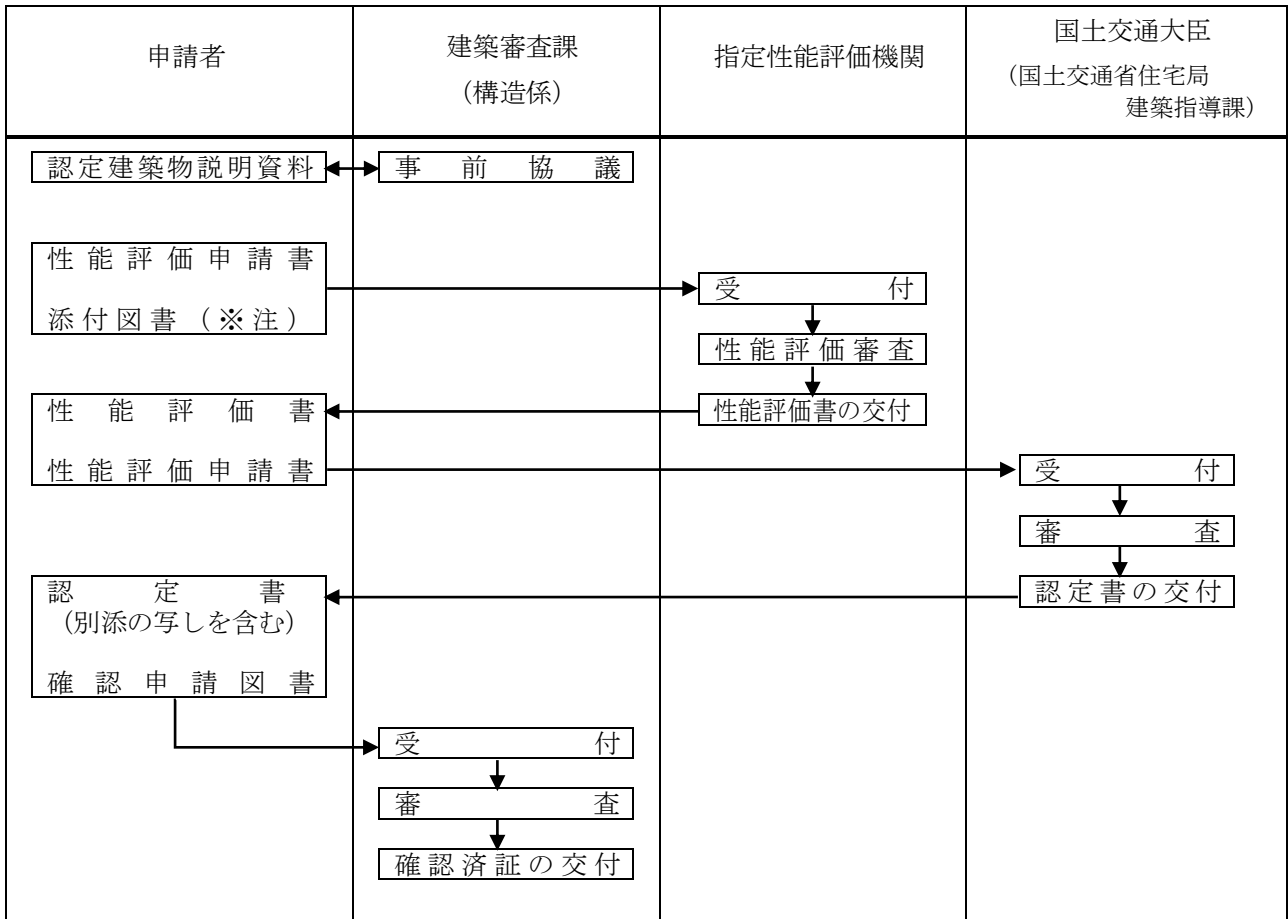 申請者
建築審査課
（構造係）
指定性能評価機関
国土交通大臣
（国土交通省住宅局
建築指導課）
認定建築物説明資料
事前協議
性能評価申請書
添付図書（※注）
受付
性能評価審査
性能評価書
性能評価書の交付
性能評価申請書
受付
審査
認定書
（別添の写しを含む）
認定書の交付
確認申請図書
受付
審査
確認済証の交付